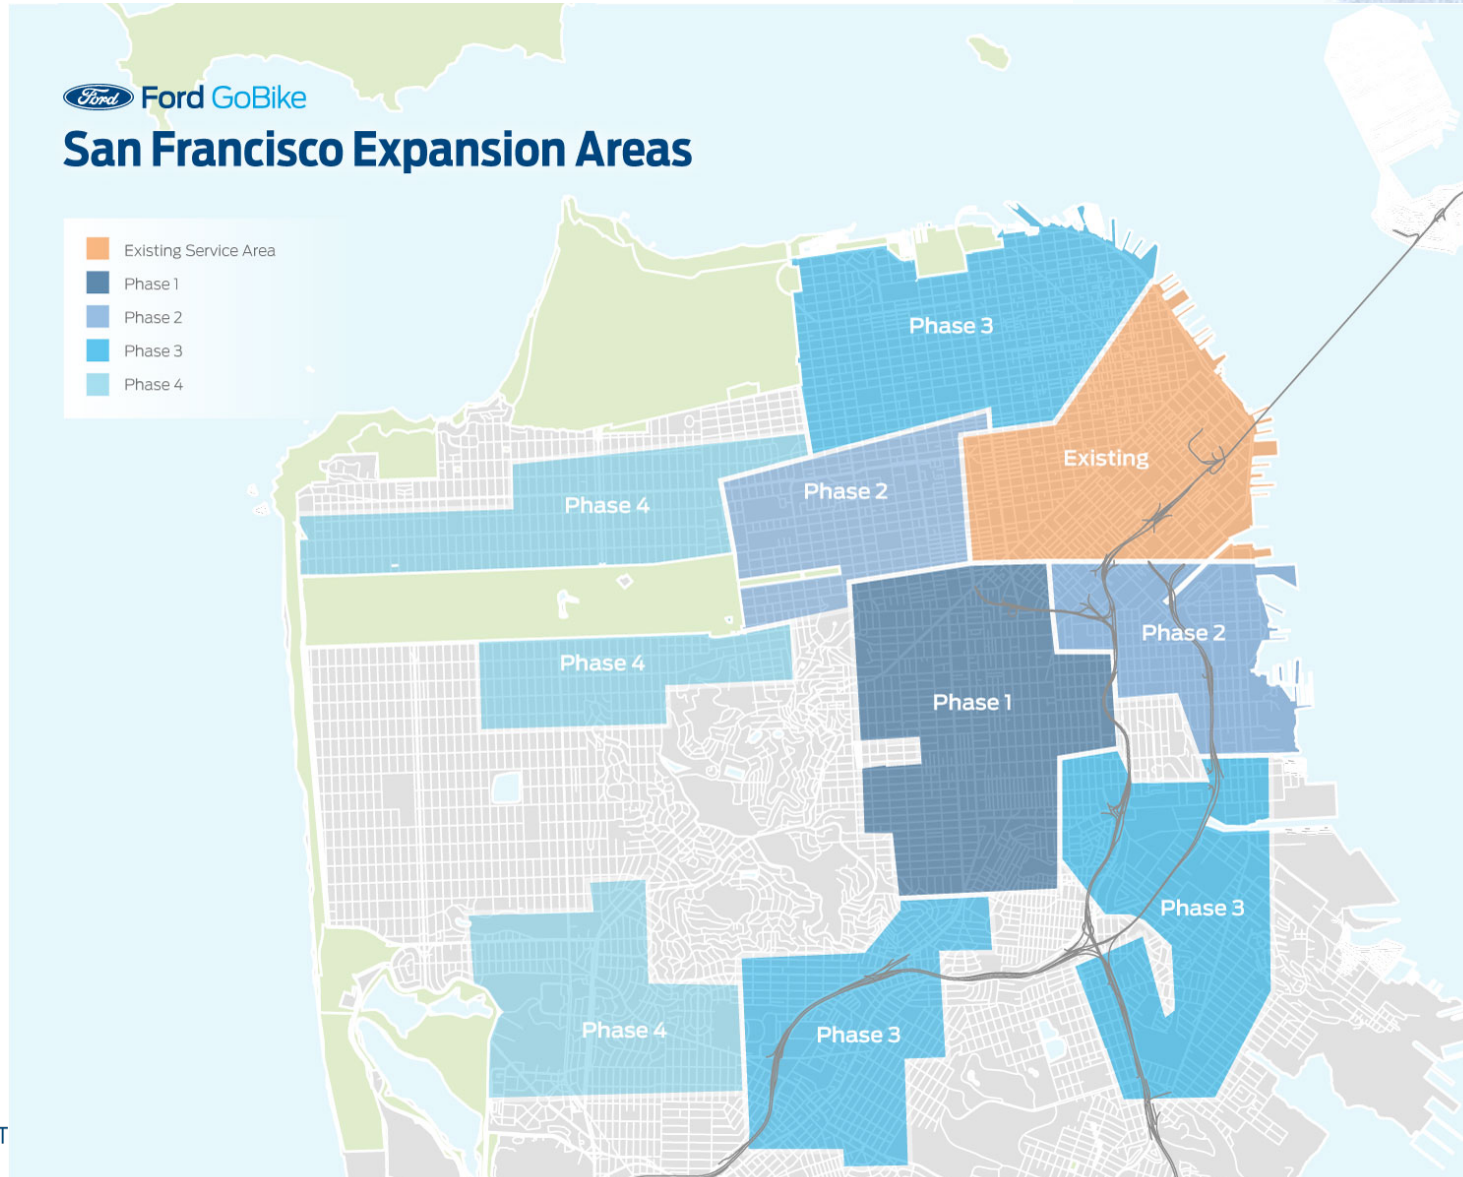 Ford Ford GoBike
San Francisco Expansion Areas
Existing Service Area
Phase 1
Phase 2
Phase 3
Phase 4
Phase 3
Existing
Phase 2
Phase 4
Phase 2
Phase 4
Phase 1
Phase 3
Phase 4
Phase 3
T